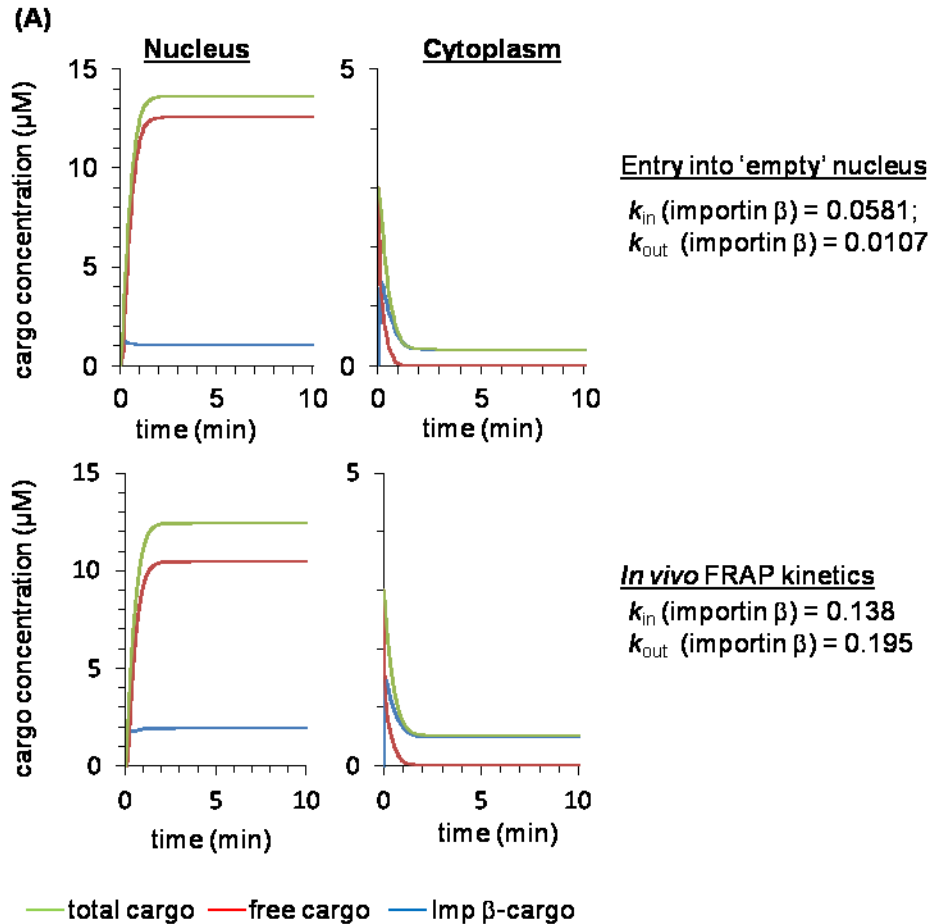 (A)
Nucleus
Cytoplasm
15
10
5
0
cargo concentration (µM)
0 5 10
time (min)
5
0
0 5 10
time (min)
Entry into ‘empty’ nucleus
kin (importin β) = 0.0581;
kout (importin β) = 0.0107
15
10
5
0
cargo concentration (µM)
0 5 10
time (min)
5
0
0 5 10
time (min)
In vivo FRAP kinetics
kin (importin β) = 0.138
kout (importin β) = 0.195
total cargo free cargo Imp β-cargo